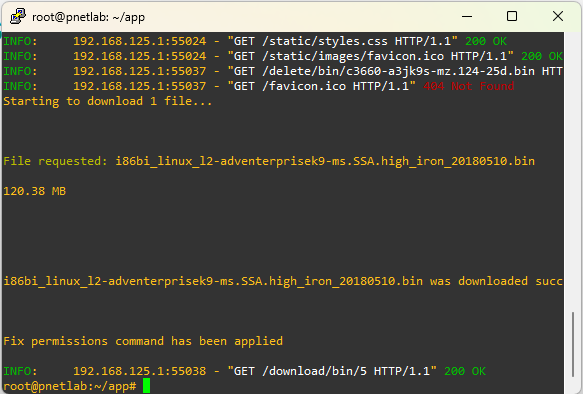 root@pnetlab: ~/app
INFO:     192.168.125.1:55024 - "GET /static/styles.css HTTP/1.1" 200 OK
INFO:     192.168.125.1:55024 - "GET /static/images/favicon.ico HTTP/1.1" 200 OK
INFO:     192.168.125.1:55037 - "GET /delete/bin/c3660-a3jk9s-mz.124-25d.bin HTT
INFO:     192.168.125.1:55037 - "GET /favicon.ico HTTP/1.1" 404 Not Found
Starting to download 1 file...
File requested: i86bi_linux_l2-adventerprisek9-ms.SSA.high_iron_20180510.bin
120.38 MB
i86bi_linux_l2-adventerprisek9-ms.SSA.high_iron_20180510.bin was downloaded succ
Fix permissions command has been applied
INFO:     192.168.125.1:55038 - "GET /download/bin/5 HTTP/1.1" 200 OK
root@pnetlab:~/app#